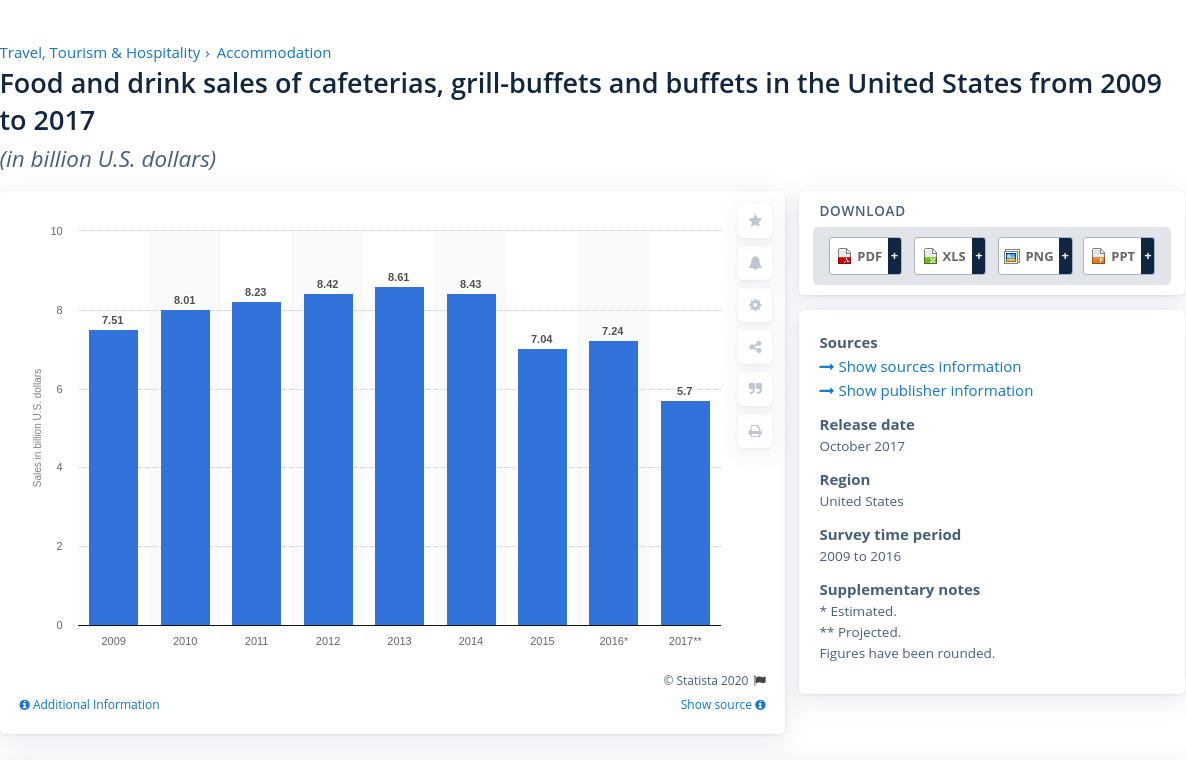 Travel, Tourism & Hospitality › Accommodation
Food and drink sales of cafeterias, grill-buffets and buffets in the United States from 2009
to 2017
(in billion U.S. dollars)
DOWNLOAD
PDF + XLS + PNG + PPT +
Sources
Show sources information
Show publisher information
Release date
October 2017
Region
United States
Survey time period
2009 to 2016
Supplementary notes
* Estimated.
** Projected.
Figures have been rounded.
Sales in billion U.S. dollars
10
8
6
4
2
0
7.51
8.01
8.23
8.42
8.61
8.43
7.04
7.24
5.7
2009 2010 2011 2012 2013 2014 2015 2016* 2017**
© Statista 2020
Additional Information
Show source